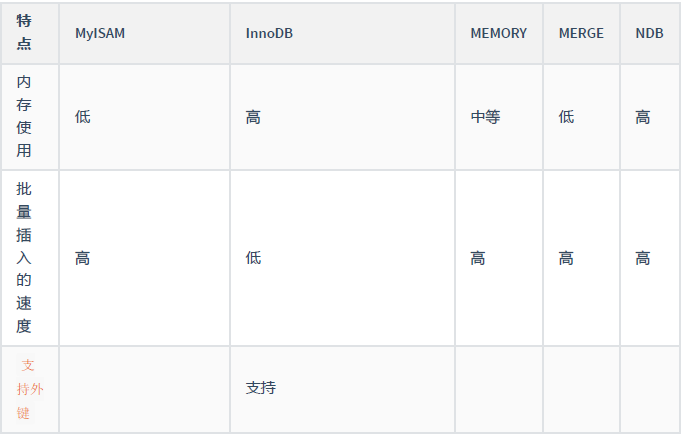 特点 MyISAM InnoDB MEMORY MERGE NDB
内存使用 低 高 中等 低 高
批量插入的速度 高 低 高 高 高
支持外键 支持